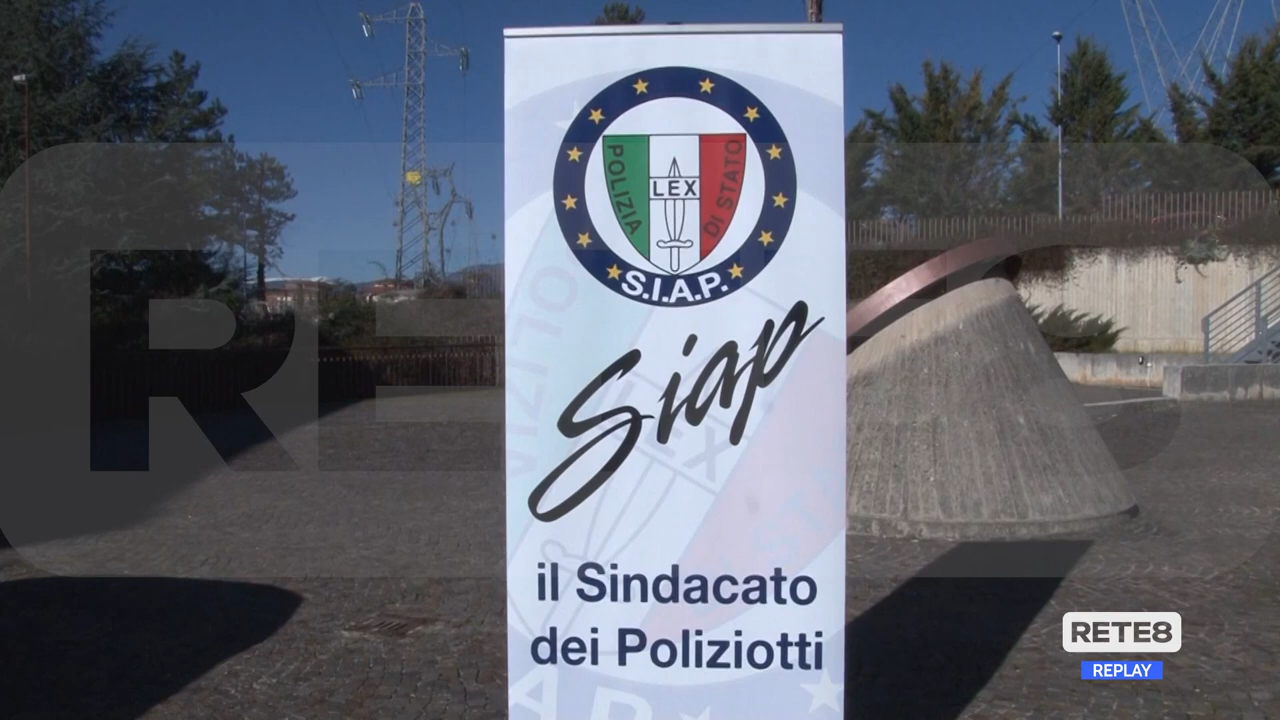 POLIZIA
LEX
DI STATO
S.I.A.P.
Siap
il Sindacato
dei Poliziotti
RETE8
REPLAY